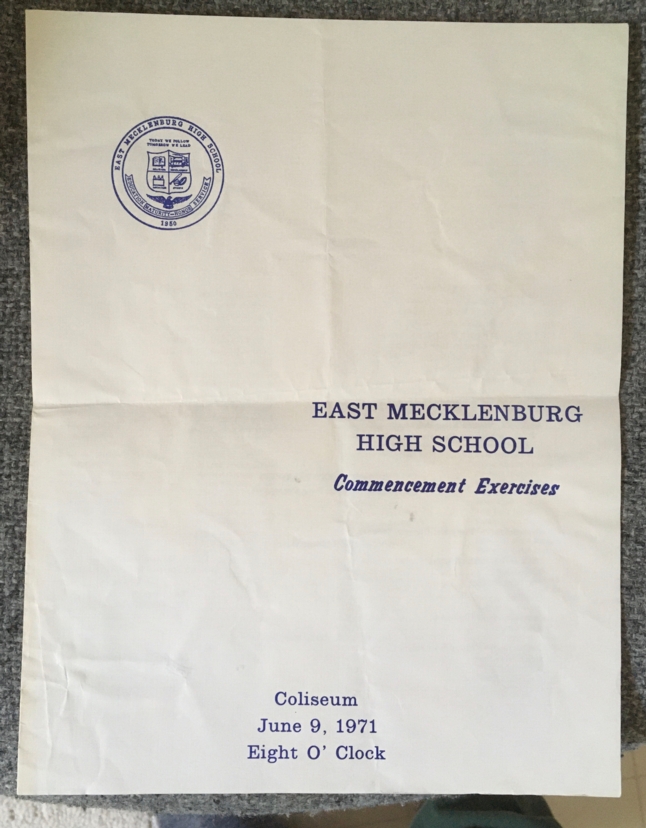 EAST MECKLENBURG HIGH SCHOOL
TODAY WE FOLLOW
TOMORROW WE LEAD
1950
EAST MECKLENBURG
HIGH SCHOOL
Commencement Exercises
Coliseum
June 9, 1971
Eight O' Clock